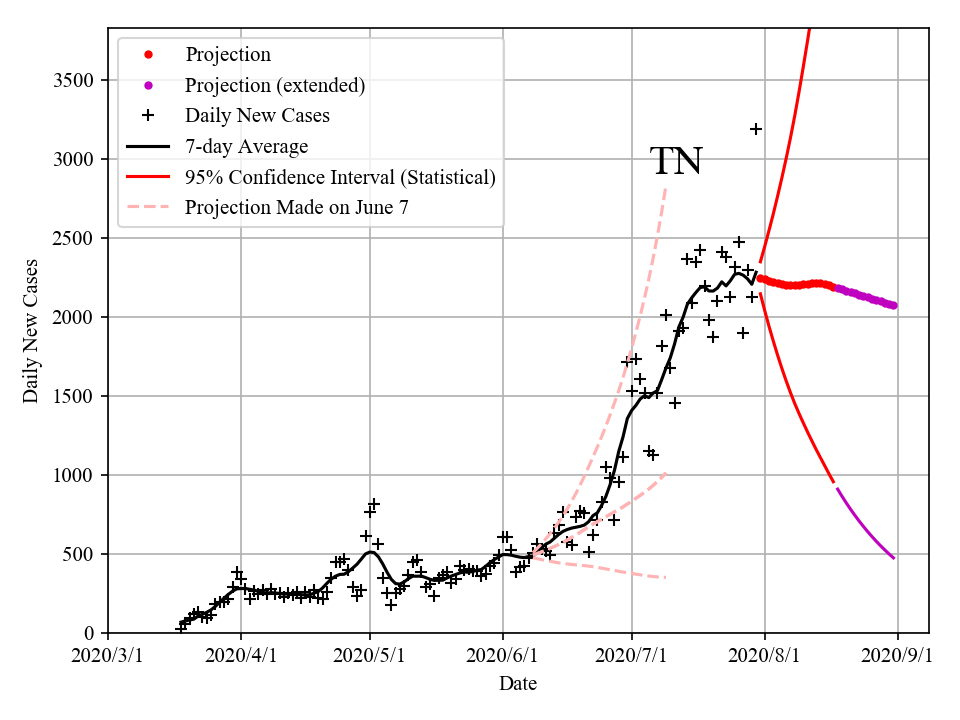 Projection
Projection (extended)
Daily New Cases
7-day Average
95% Confidence Interval (Statistical)
Projection Made on June 7
TN
Daily New Cases
3500
3000
2500
2000
1500
1000
500
0
2020/3/1 2020/4/1 2020/5/1 2020/6/1 2020/7/1 2020/8/1 2020/9/1
Date